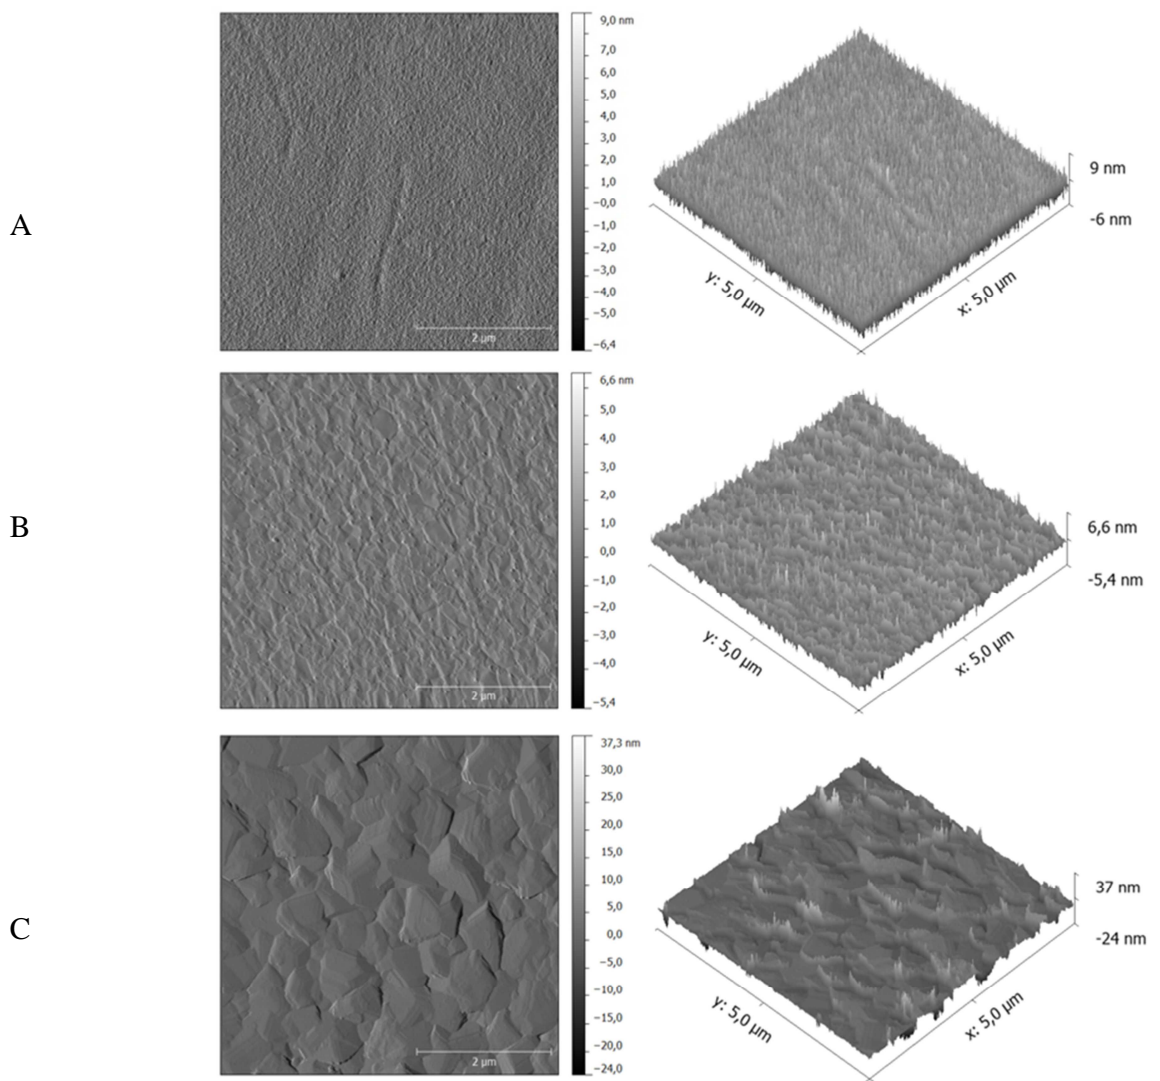 A
9,0 nm
7,0
6,0
5,0
4,0
3,0
2,0
1,0
−0,0
−1,0
−2,0
−3,0
−4,0
−5,0
−6,4
2 µm
9 nm
-6 nm
y: 5,0 µm
x: 5,0 µm
B
6,6 nm
5,0
4,0
3,0
2,0
1,0
0,0
−1,0
−2,0
−3,0
−4,0
−5,4
2 µm
6,6 nm
-5,4 nm
y: 5,0 µm
x: 5,0 µm
C
37,3 nm
30,0
25,0
20,0
15,0
10,0
5,0
0,0
−5,0
−10,0
−15,0
−20,0
−24,0
2 µm
37 nm
-24 nm
y: 5,0 µm
x: 5,0 µm